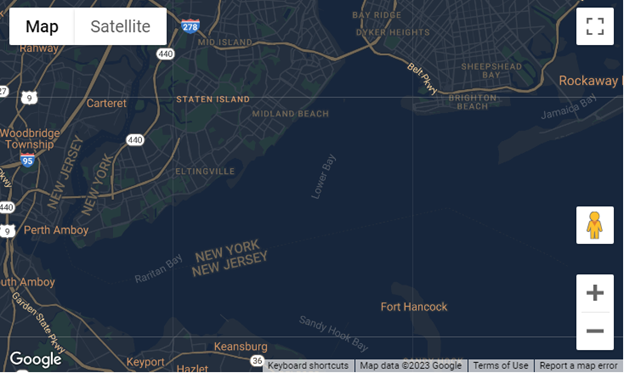 Map
Satellite
278
BAY RIDGE
DYKER HEIGHTS
MID ISLAND
Rahway
440
Belt Pkwy
SHEEPSHEAD
BAY
Rockaway
27
9
Carteret
STATEN ISLAND
MIDLAND BEACH
BRIGHTON
BEACH
Jamaica Bay
Woodbridge
Township
440
95
NEW JERSEY
NEW YORK
ELTINGVILLE
Lower Bay
Pkwy
440
9
Perth Amboy
NEW YORK
NEW JERSEY
Raritan Bay
uth Amboy
Garden State Pkwy
Fort Hancock
Sandy Hook Bay
Keansburg
Keyport
36
Hazlet
Google
Keyboard shortcuts
Map data ©2023 Google
Terms of Use
Report a map error